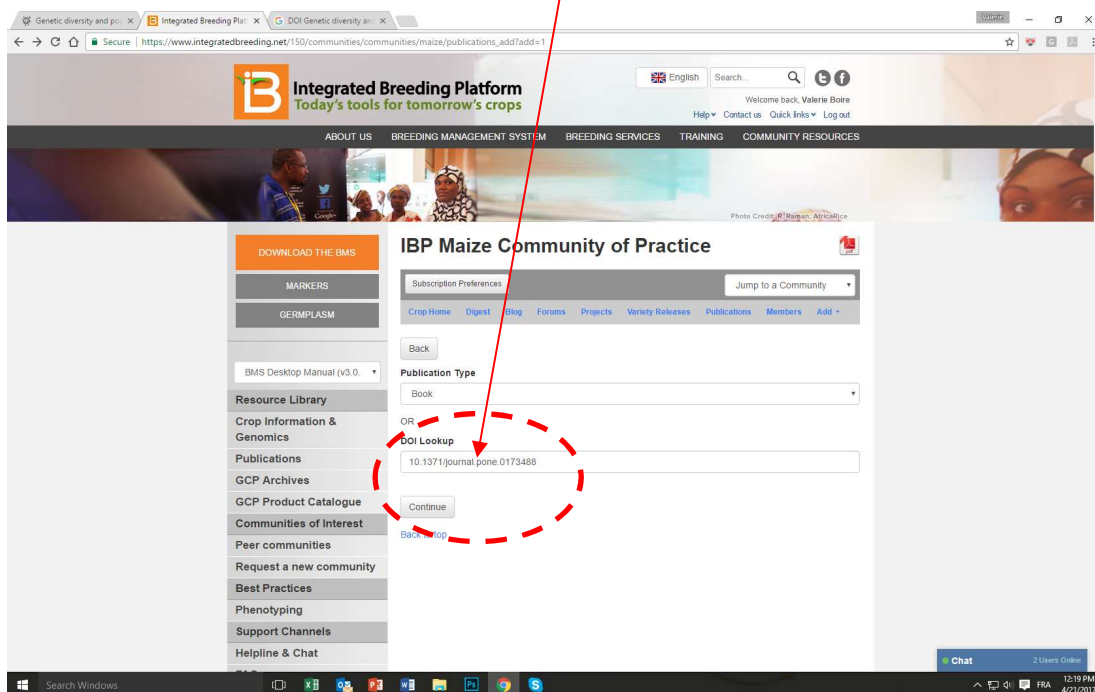 Genetic diversity and po
Integrated Breeding Plat
DOI Genetic diversity an
Secure | https://www.integratedbreeding.net/150/communities/communities/maize/publications_add?add=1
Integrated Breeding Platform
Today's tools for tomorrow's crops
English
Search...
Welcome back, Valerie Boire
Help Contact us Quick links Log out
ABOUT US BREEDING MANAGEMENT SYSTEM BREEDING SERVICES TRAINING COMMUNITY RESOURCES
Google+
Photo Credit: R. Raman, AfricaRice
DOWNLOAD THE BMS
MARKERS
GERMPLASM
BMS Desktop Manual (v3.0.
Resource Library
Crop Information &
Genomics
Publications
GCP Archives
GCP Product Catalogue
Communities of Interest
Peer communities
Request a new community
Best Practices
Phenotyping
Support Channels
Helpline & Chat
IBP Maize Community of Practice
Subscription Preferences
Jump to a Community
Crop Home Digest Blog Forums Projects Variety Releases Publications Members Add +
Back
Publication Type
Book
OR
DOI Lookup
10.1371/journal.pone.0173488
Continue
Back to top
Chat 2 Users Online
Search Windows
FRA
12:19 PM
4/21/2017